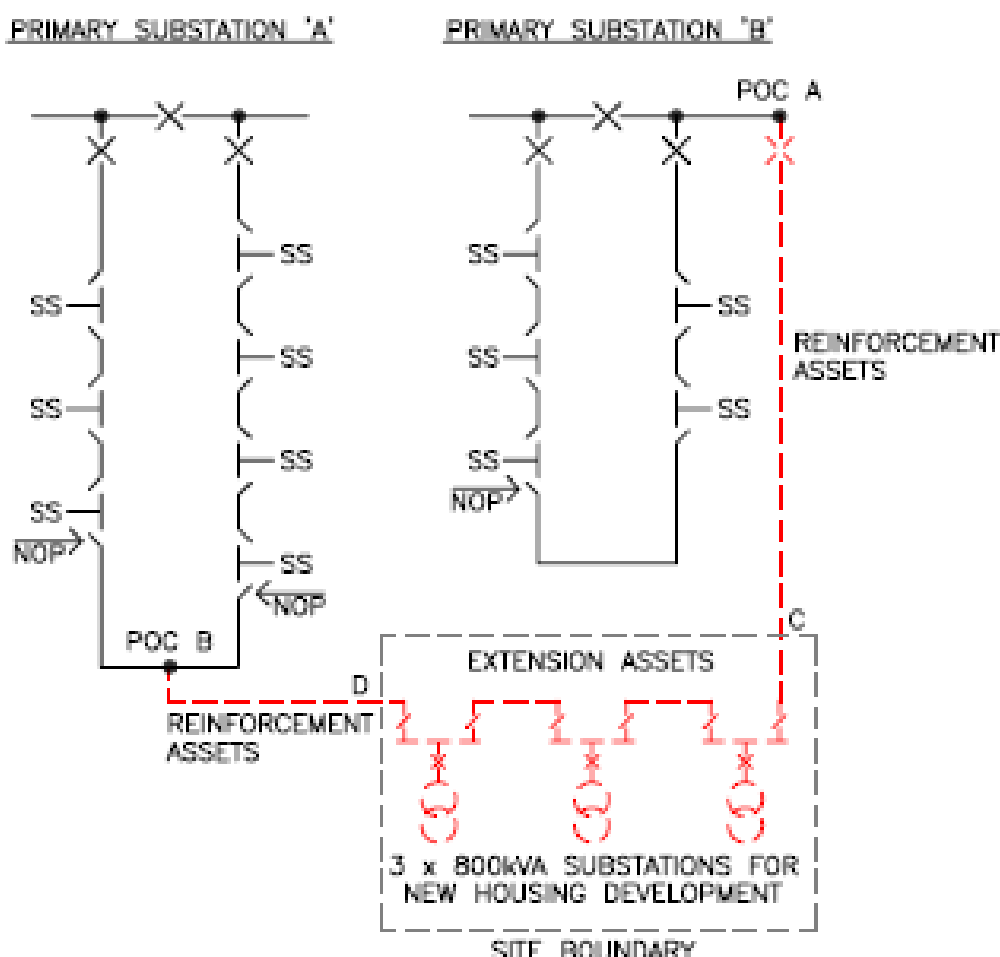 PRIMARY SUBSTATION 'A'
PRIMARY SUBSTATION 'B'
POC A
SS
SS
SS
SS
SS
SS
SS
NOP
NOP
POC B
SS
SS
SS
SS
SS
NOP
REINFORCEMENT
ASSETS
C
D
REINFORCEMENT
ASSETS
EXTENSION ASSETS
3 x 800kVA SUBSTATIONS FOR
NEW HOUSING DEVELOPMENT
SITE BOUNDARY